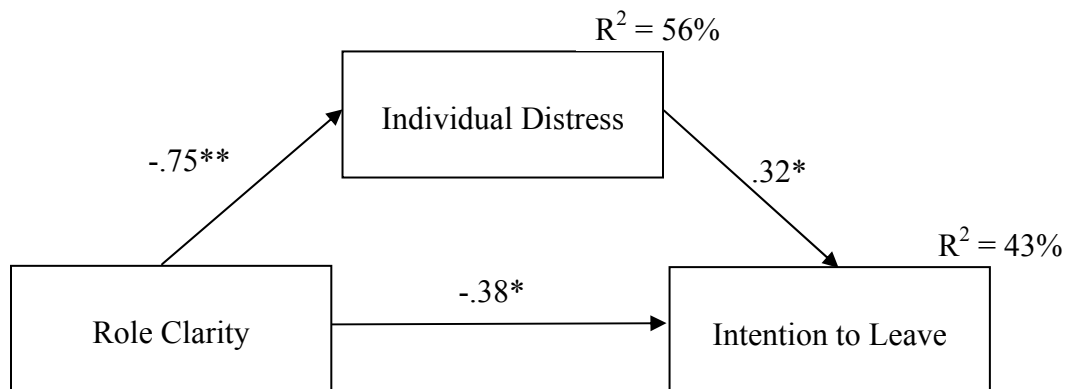 R² = 56%
Individual Distress
-.75**
.32*
R² = 43%
-.38*
Role Clarity
Intention to Leave